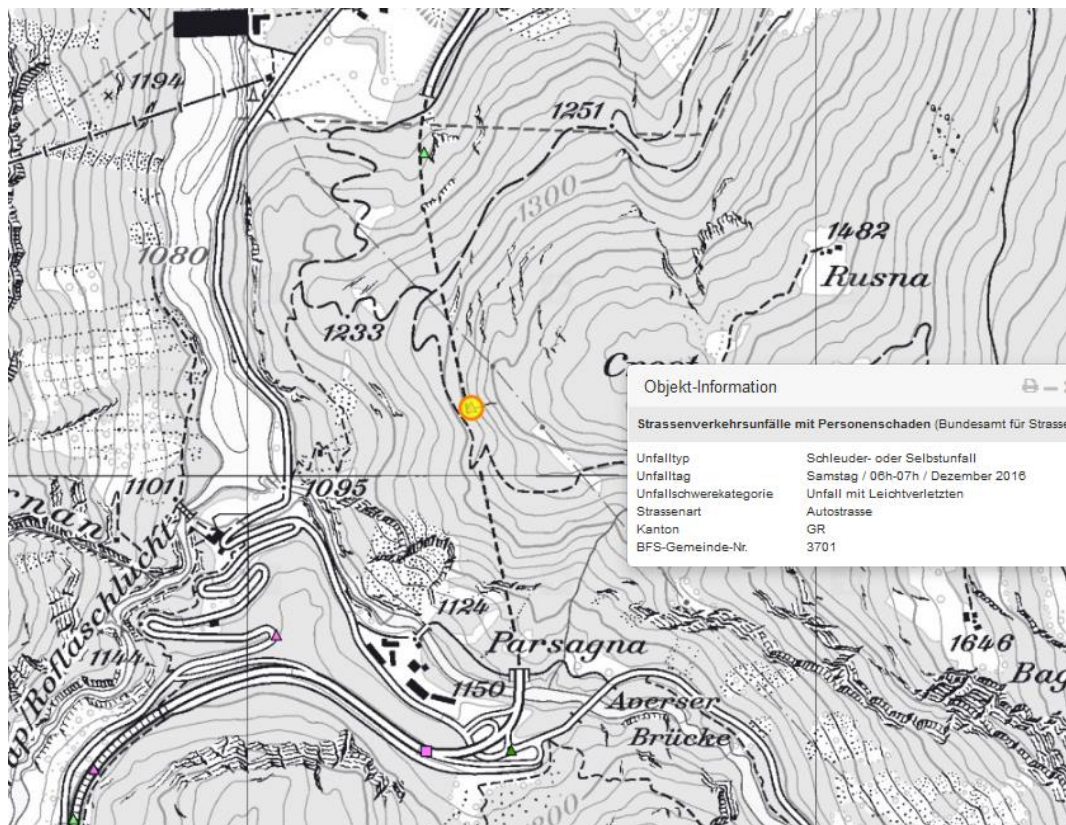 1194
1251
1300
1482
Rusna
1080
1233
Objekt-Information
Strassenverkehrsunfälle mit Personenschaden (Bundesamt für Strasse
Unfalltyp Schleuder- oder Selbstunfall
Unfalltag Samstag / 06h-07h / Dezember 2016
Unfallschwerekategorie Unfall mit Leichtverletzten
Strassenart Autostrasse
Kanton GR
BFS-Gemeinde-Nr. 3701
1101
1095
1124
Parsagna
1144
1646
1150
Bag
Averser
Brücke